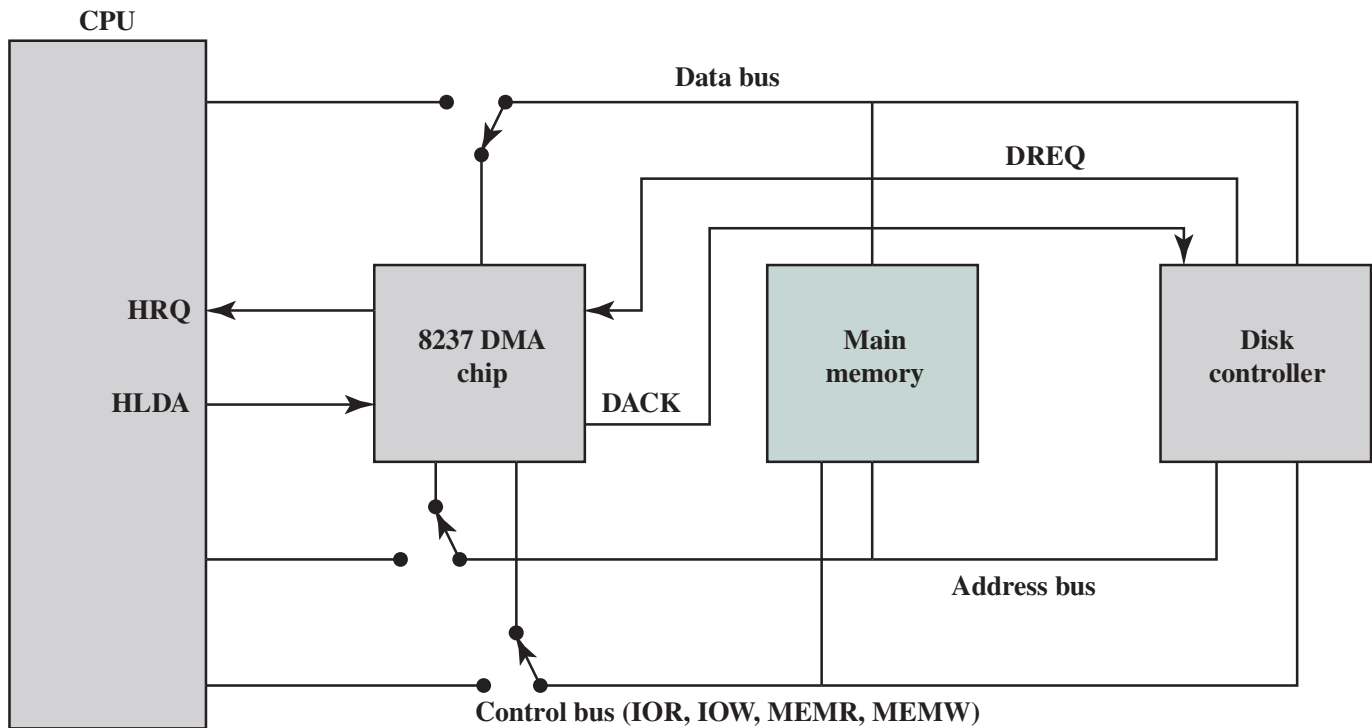 CPU
Data bus
DREQ
HRQ
8237 DMA
chip
Main
memory
Disk
controller
HLDA
DACK
Address bus
Control bus (IOR, IOW, MEMR, MEMW)